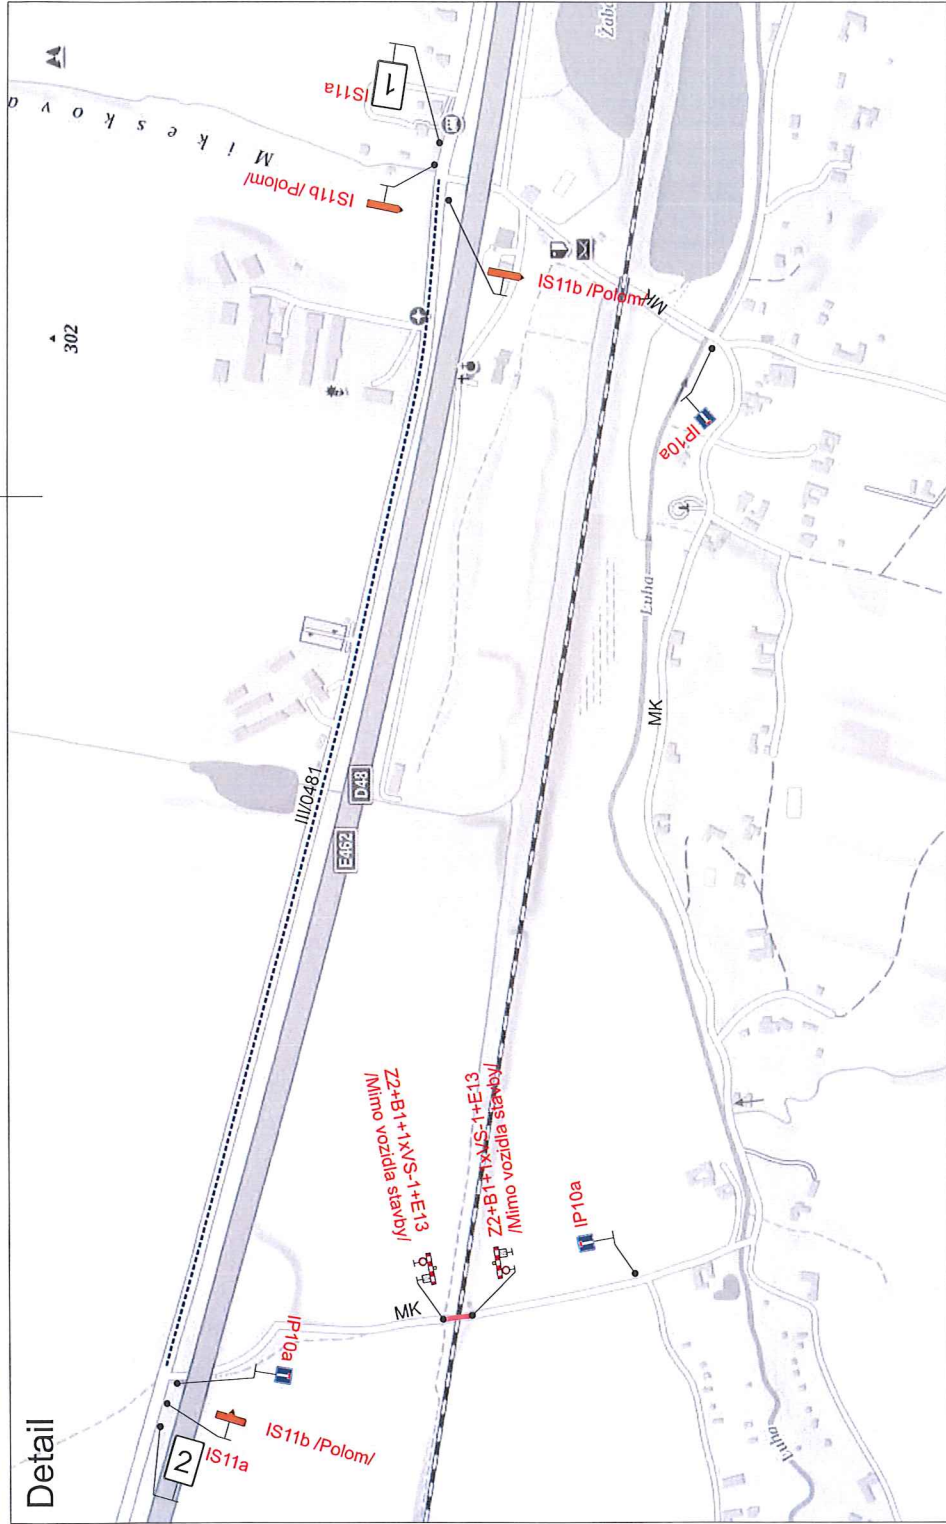 Detail
Mikeskova
302
1
IS11a
IS11b /Polom/
IS11b /Polom/
MK
IP10a
Luha
MK
III/0481
D48
E462
Z2+B1+1xVS-1+E13
/Mimo vozidla stavby/
Z2+B1+1xVS-1+E13
/Mimo vozidla stavby/
IP10a
MK
IP10a
IS11b /Polom/
IS11a
2
Luha